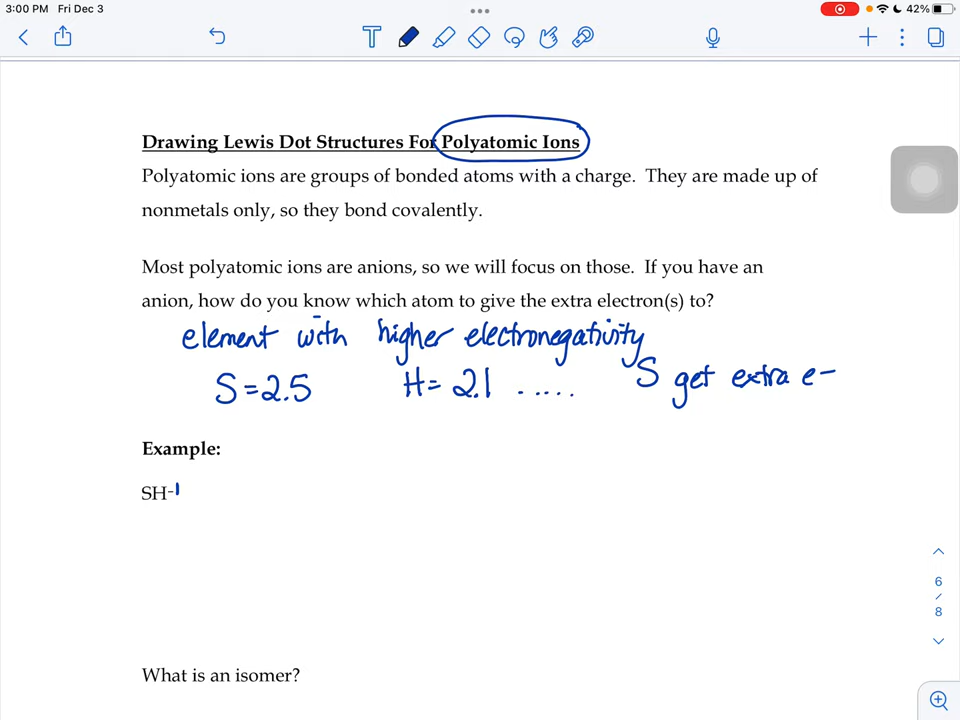 3:00 PM Fri Dec 3
42%
T
Drawing Lewis Dot Structures For Polyatomic Ions
Polyatomic ions are groups of bonded atoms with a charge. They are made up of
nonmetals only, so they bond covalently.
Most polyatomic ions are anions, so we will focus on those. If you have an
anion, how do you know which atom to give the extra electron(s) to?
element with higher electronegativity
S = 2.5 H = 2.1 ..... S get extra e-
Example:
SH-1
6
/
8
What is an isomer?